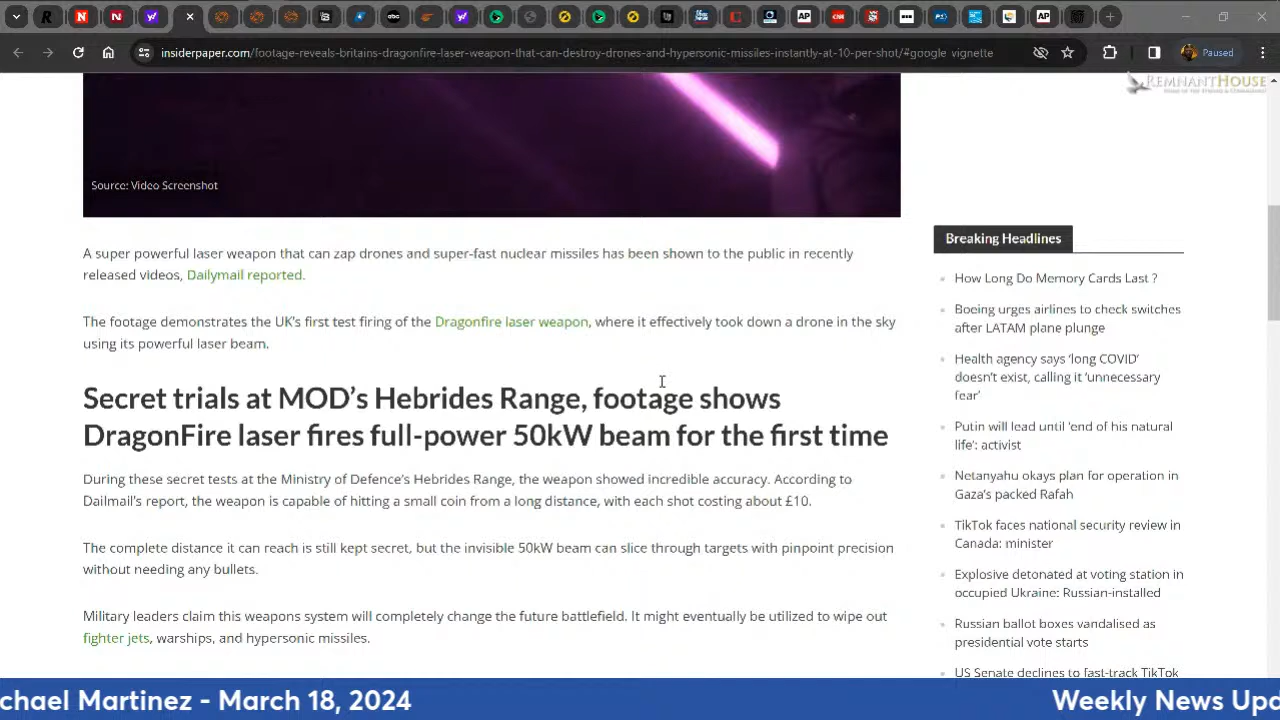 insiderpaper.com/footage-reveals-britains-dragonfire-laser-weapon-that-can-destroy-drones-and-hypersonic-missiles-instantly-at-10-per-shot/#google_vignette
Paused
REMNANTHOUSE
Source: Video Screenshot
A super powerful laser weapon that can zap drones and super-fast nuclear missiles has been shown to the public in recently
released videos, Dailymail reported.
The footage demonstrates the UK's first test firing of the Dragonfire laser weapon, where it effectively took down a drone in the sky
using its powerful laser beam.
Secret trials at MOD’s Hebrides Range, footage shows
DragonFire laser fires full-power 50kW beam for the first time
During these secret tests at the Ministry of Defence's Hebrides Range, the weapon showed incredible accuracy. According to
Dailmail's report, the weapon is capable of hitting a small coin from a long distance, with each shot costing about £10.
The complete distance it can reach is still kept secret, but the invisible 50kW beam can slice through targets with pinpoint precision
without needing any bullets.
Military leaders claim this weapons system will completely change the future battlefield. It might eventually be utilized to wipe out
fighter jets, warships, and hypersonic missiles.
Breaking Headlines
How Long Do Memory Cards Last ?
Boeing urges airlines to check switches
after LATAM plane plunge
Health agency says ‘long COVID’
doesn’t exist, calling it ‘unnecessary
fear’
Putin will lead until 'end of his natural
life': activist
Netanyahu okays plan for operation in
Gaza's packed Rafah
TikTok faces national security review in
Canada: minister
Explosive detonated at voting station in
occupied Ukraine: Russian-installed
Russian ballot boxes vandalised as
presidential vote starts
US Senate declines to fast-track TikTok
chael Martinez - March 18, 2024
Weekly News Upd